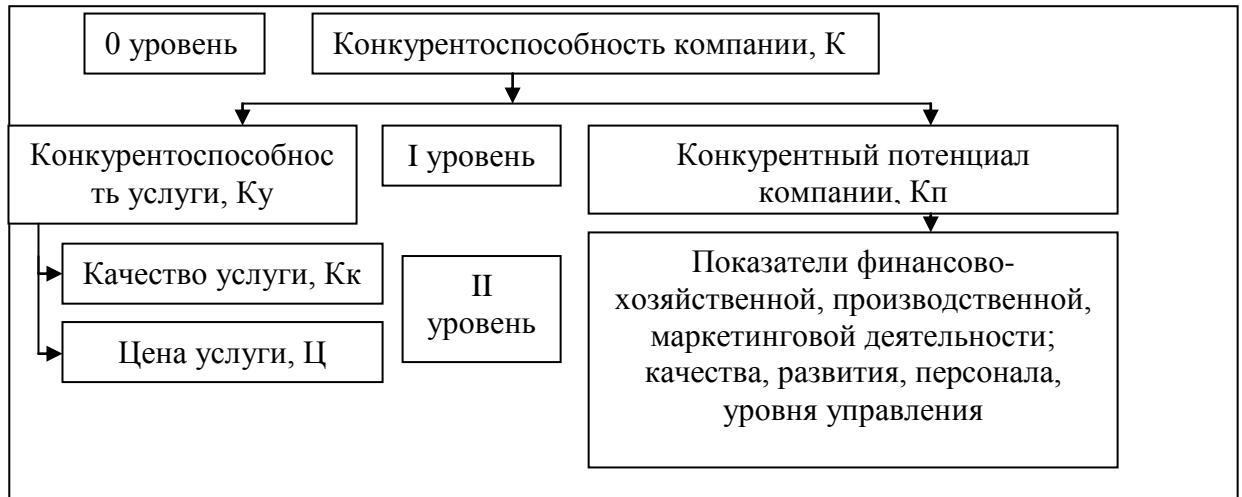 0 уровень
Конкурентоспособность компании, К
Конкурентоспособнос
ть услуги, Ку
I уровень
Конкурентный потенциал
компании, Кп
Качество услуги, Кк
Цена услуги, Ц
II
уровень
Показатели финансово-
хозяйственной, производственной,
маркетинговой деятельности;
качества, развития, персонала,
уровня управления